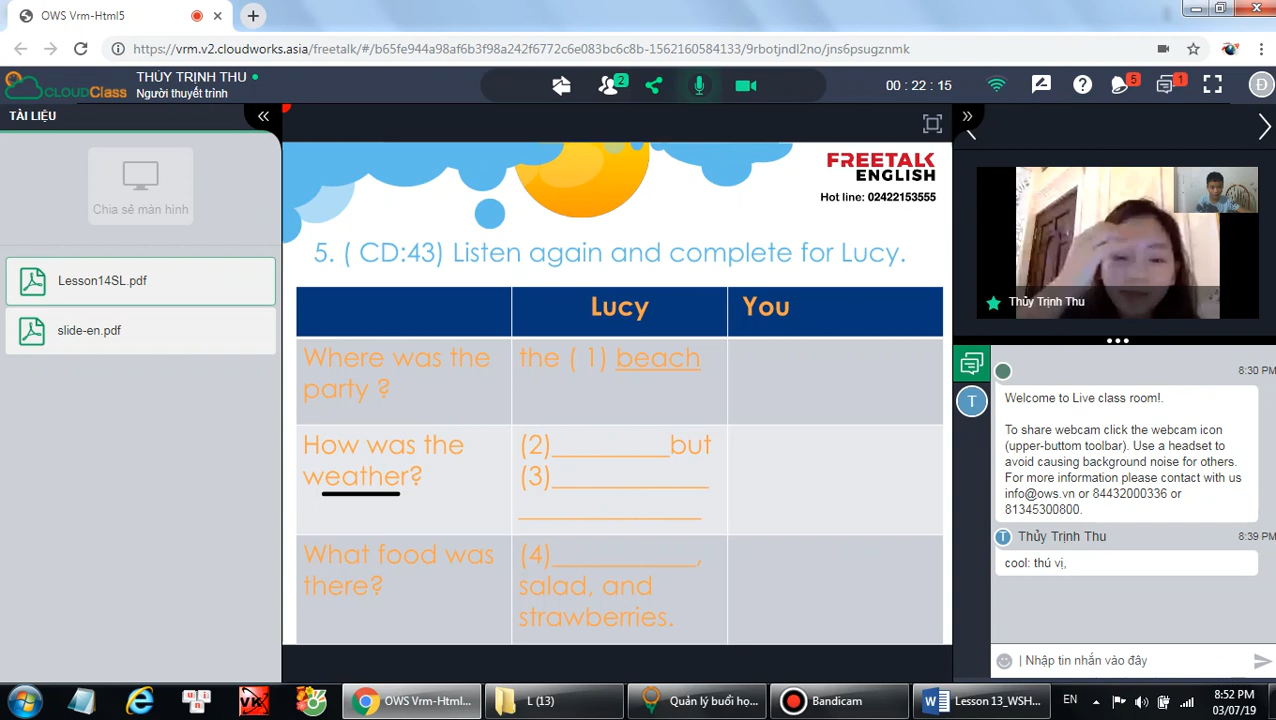 OWS Vrm-Html5
https://vrm.v2.cloudworks.asia/freetalk/#/b65fe944a98af6b3f98a242f6772c6e083bc6c8b-1562160584133/9rbotjndl2no/jns6psugznmk
CLOUDClass
THỦY TRỊNH THU
Người thuyết trình
2
00 : 22 : 15
5
1
Đ
TÀI LIỆU
Chia sẻ màn hình
Lesson14SL.pdf
slide-en.pdf
FREETALK
ENGLISH
Hot line: 02422153555
5. ( CD:43) Listen again and complete for Lucy.
Lucy
You
Where was the
party ?
the ( 1) beach
How was the
weather?
(2)_________but
(3)____________
______________
What food was
there?
(4)___________,
salad, and
strawberries.
Thủy Trịnh Thu
8:30 PM
Welcome to Live class room!.
To share webcam click the webcam icon
(upper-buttom toolbar). Use a headset to
avoid causing background noise for others.
For more information please contact with us
info@ows.vn or 84432000336 or
81345300800.
T
T Thủy Trịnh Thu 8:39 PM
cool: thú vị,
Nhập tin nhắn vào đây
OWS Vrm-Html...
L (13)
Quản lý buổi họ...
Bandicam
Lesson 13_WSH...
EN
8:52 PM
03/07/19